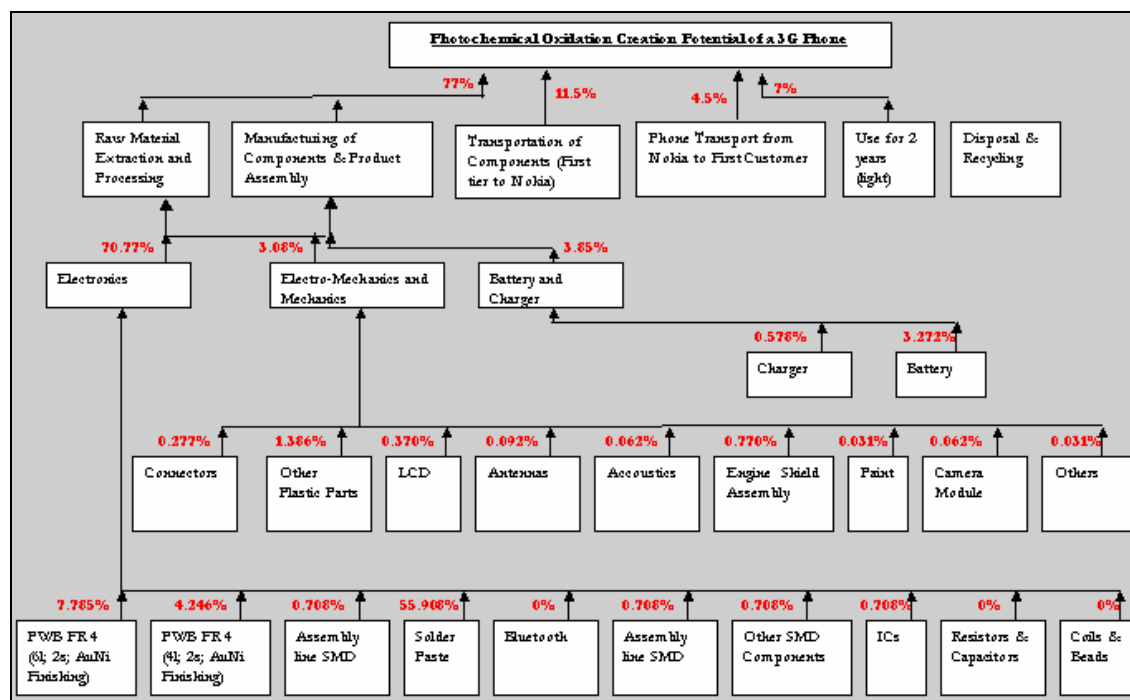 Photochemical Oxidation Creation Potential of a 3G Phone
77%
11.5%
4.5%
7%
Raw Material
Extraction and
Processing
Manufacturing of
Components & Product
Assembly
Transportation of
Components (First
tier to Nokia)
Phone Transport from
Nokia to First Customer
Use for 2
years
(light)
Disposal &
Recycling
70.77%
3.08%
3.85%
Electronics
Electro-Mechanics and
Mechanics
Battery and
Charger
0.578%
3.272%
Charger
Battery
0.277%
1.386%
0.370%
0.092%
0.062%
0.770%
0.031%
0.062%
0.031%
Connectors
Other
Plastic Parts
LCD
Antennas
Accoustics
Engine Shield
Assembly
Paint
Camera
Module
Others
7.785%
4.246%
0.708%
55.908%
0%
0.708%
0.708%
0.708%
0%
0%
PWB FR4
(6l; 2s; AuNi
Finishing)
PWB FR4
(4l; 2s; AuNi
Finishing)
Assembly
line SMD
Solder
Paste
Bluetooth
Assembly
line SMD
Other SMD
Components
ICs
Resistors &
Capacitors
Coils &
Beads